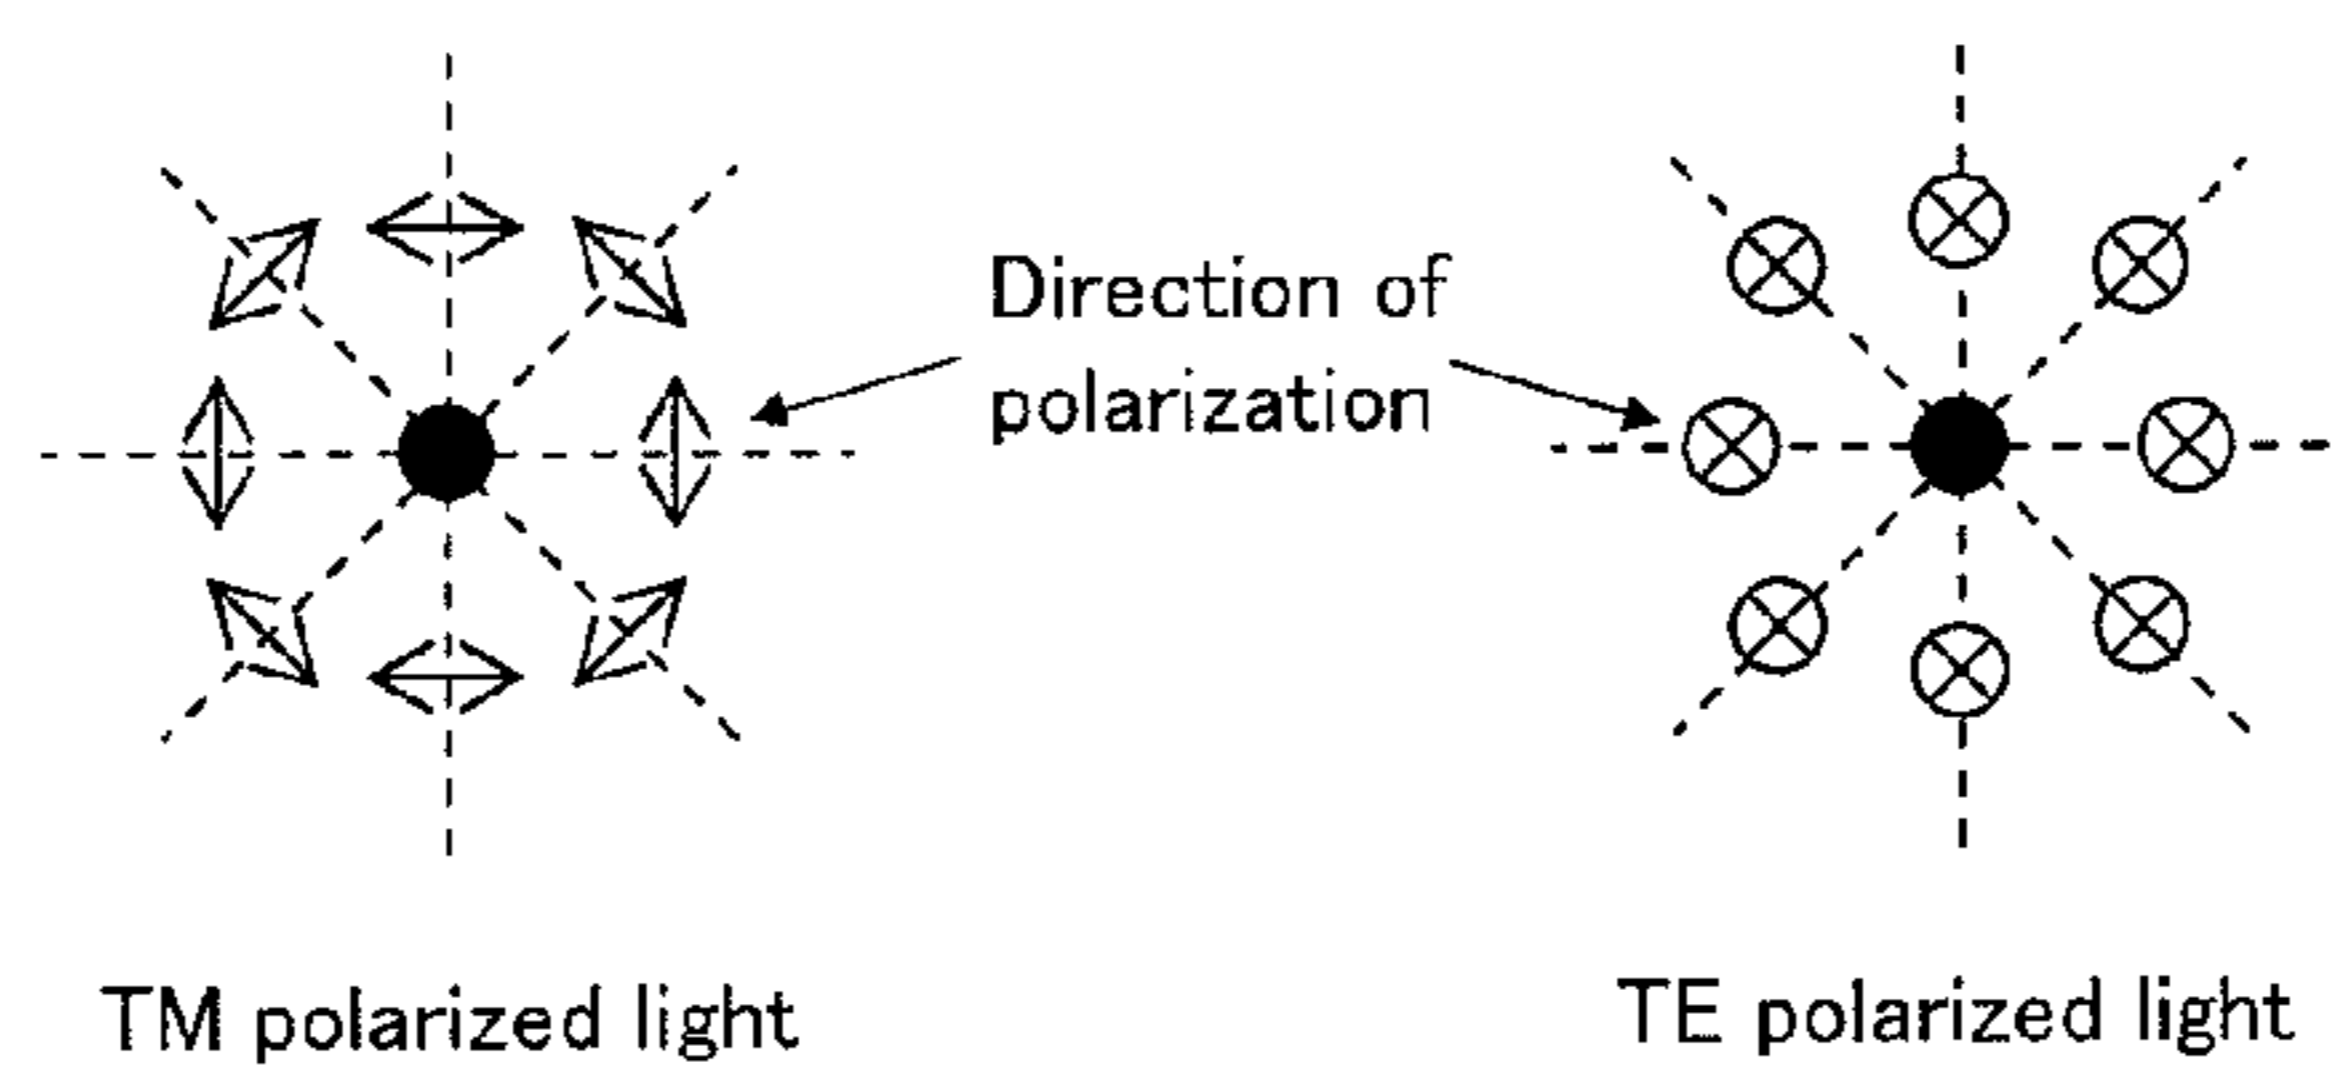 Direction of
polarization
TM polarized light
TE polarized light